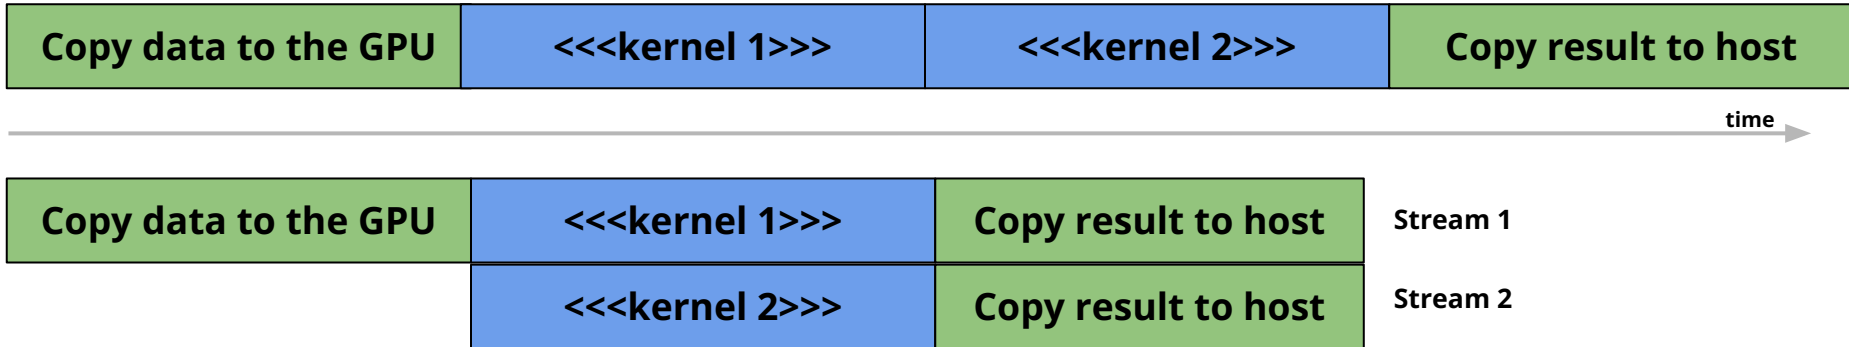 Copy data to the GPU <<<kernel 1>>> <<<kernel 2>>> Copy result to host
time
Copy data to the GPU <<<kernel 1>>> Copy result to host Stream 1
<<<kernel 2>>> Copy result to host Stream 2